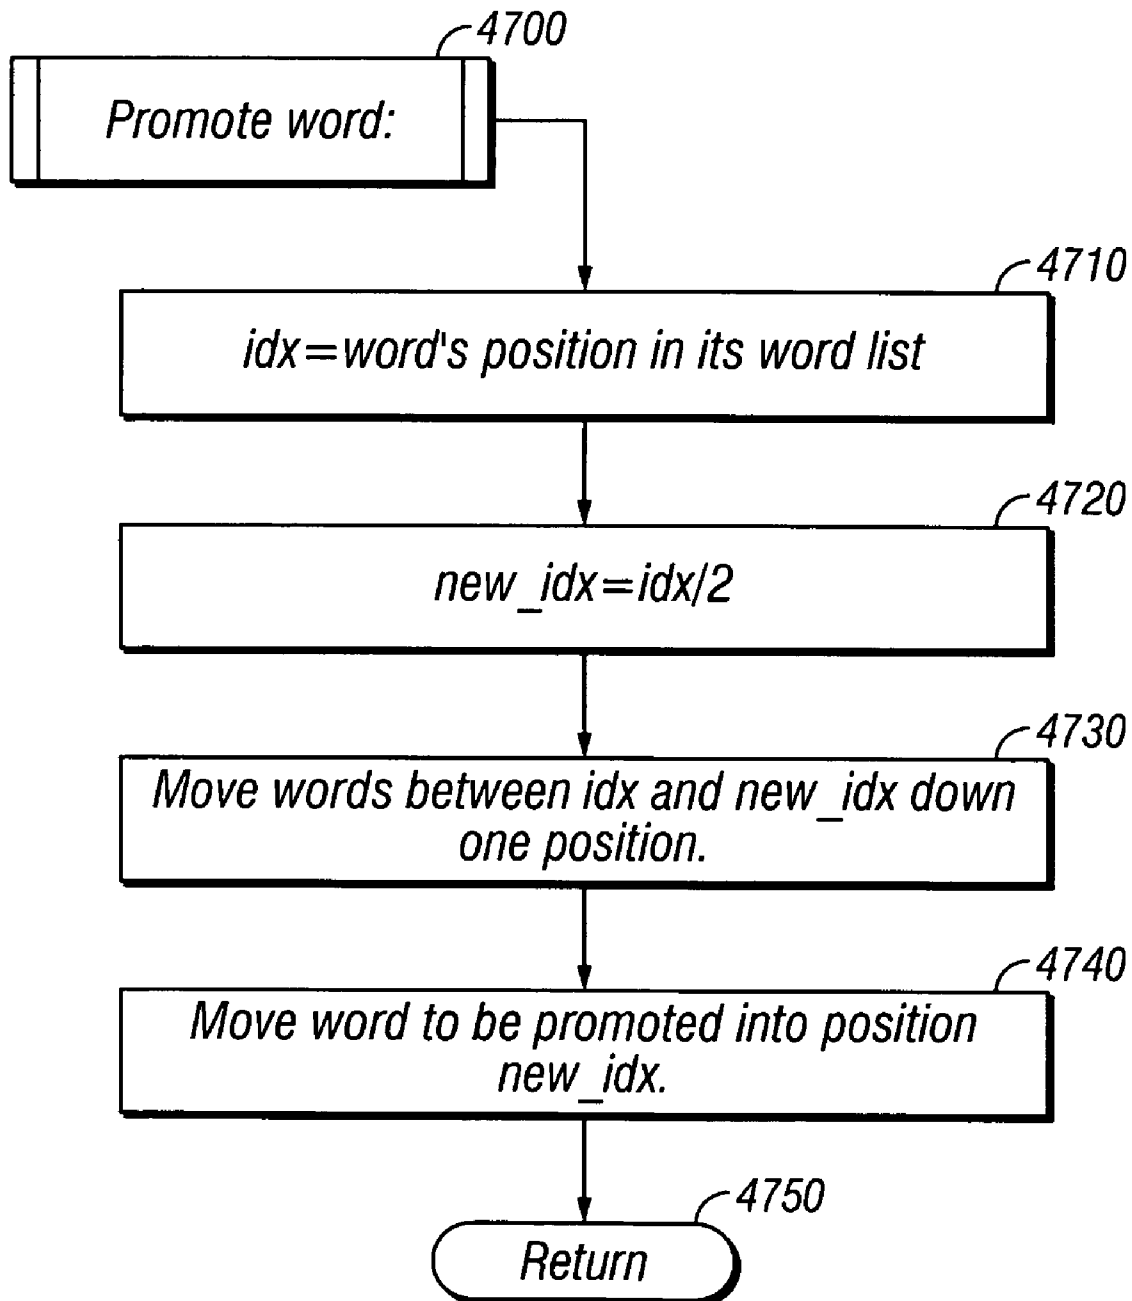 4700
Promote word:
4710
idx=word's position in its word list
4720
new_idx=idx/2
4730
Move words between idx and new_idx down
one position.
4740
Move word to be promoted into position
new_idx.
4750
Return